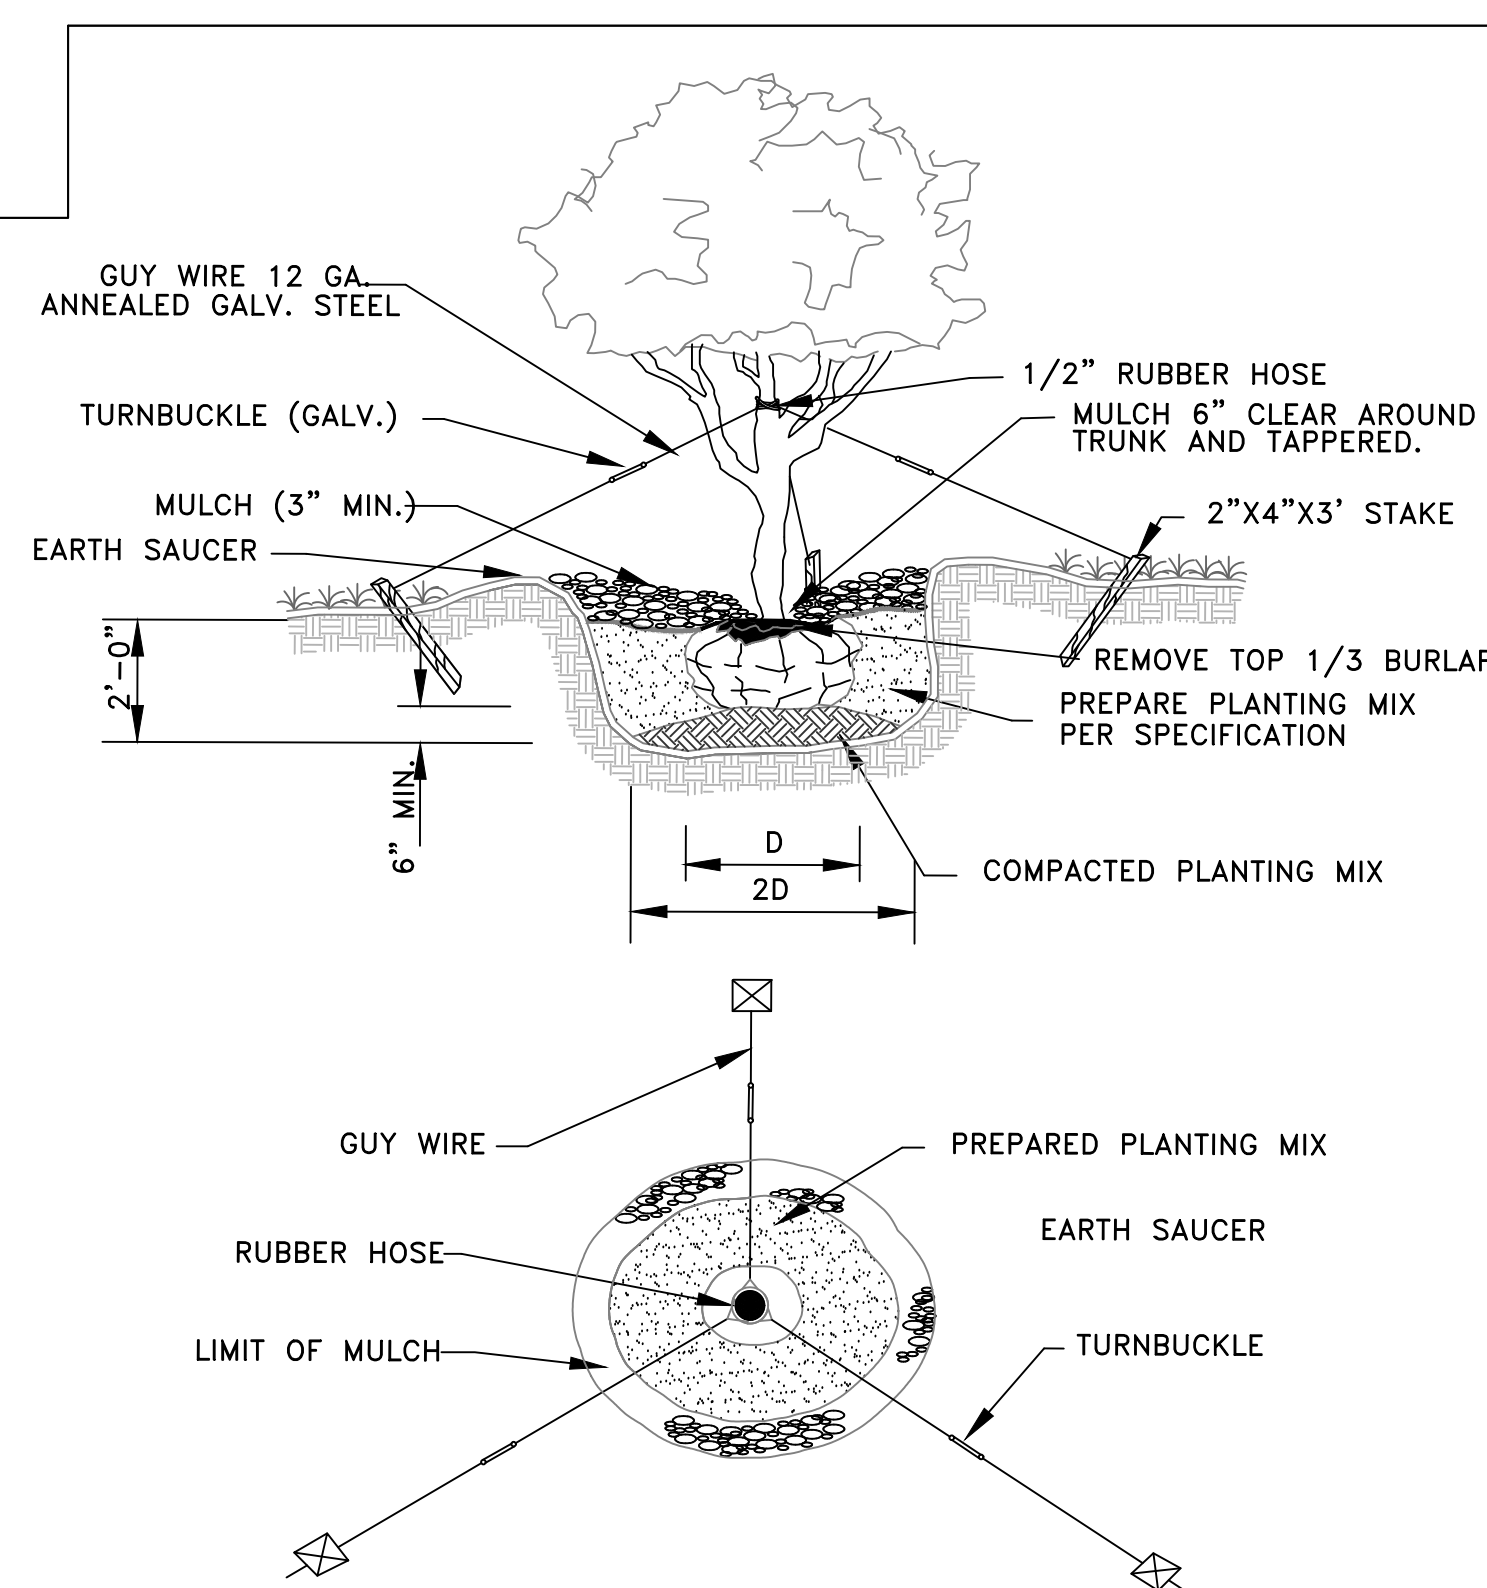 GUY WIRE 12 GA.
ANNEALED GALV. STEEL
1/2" RUBBER HOSE
TURNBUCKLE (GALV.)
MULCH 6" CLEAR AROUND
TRUNK AND TAPPERED.
MULCH (3" MIN.)
2"X4"X3' STAKE
EARTH SAUCER
2'-0"
REMOVE TOP 1/3 BURLAP
PREPARE PLANTING MIX
PER SPECIFICATION
6" MIN.
D
2D
COMPACTED PLANTING MIX
GUY WIRE
PREPARED PLANTING MIX
EARTH SAUCER
RUBBER HOSE
LIMIT OF MULCH
TURNBUCKLE